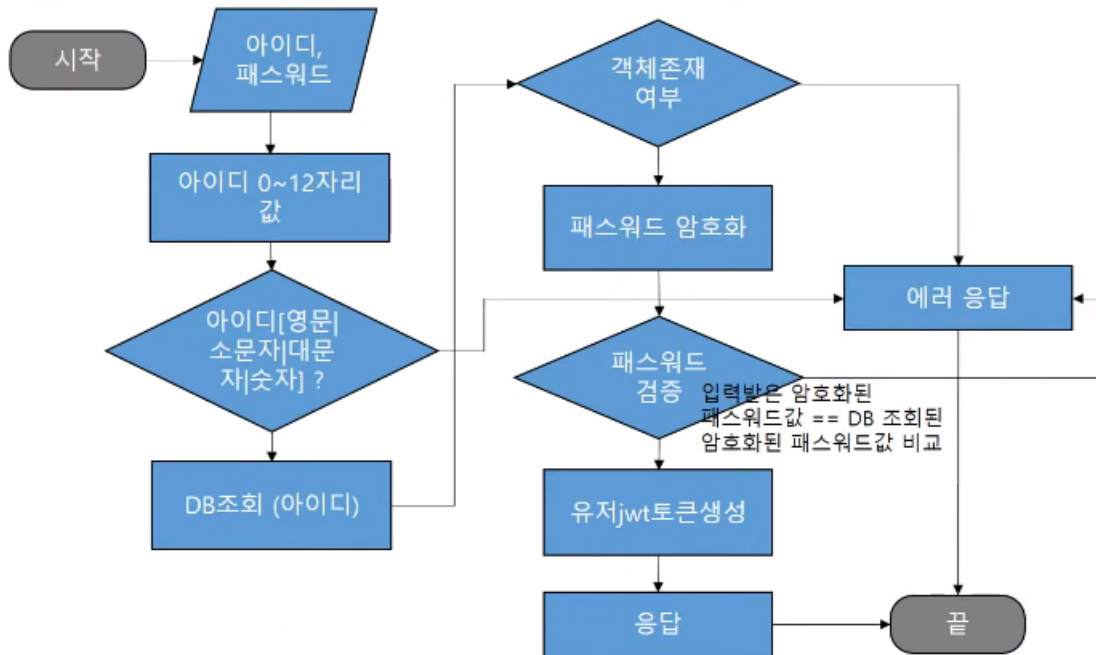 시작
아이디,
패스워드
아이디 0~12자리
값
아이디[영문|
소문자|대문
자|숫자] ?
DB조회 (아이디)
객체존재
여부
패스워드 암호화
패스워드
검증
입력받은 암호화된
패스워드값 == DB 조회된
암호화된 패스워드값 비교
유저jwt토큰생성
응답
에러 응답
끝